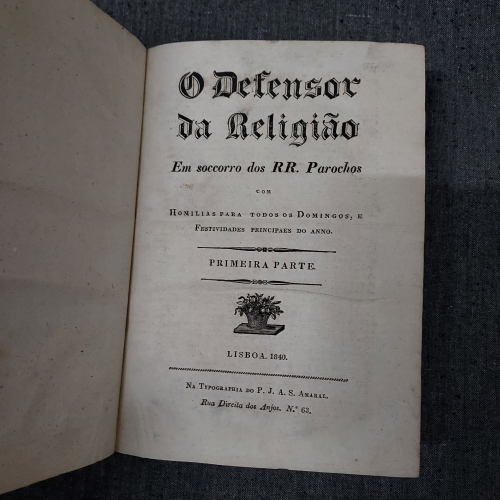 O Defensor
da Religião
Em soccorro dos RR. Parochos
COM
HOMILIAS PARA TODOS OS DOMINGOS, E
FESTIVIDADES PRINCIPAES DO ANNO.
PRIMEIRA PARTE.
LISBOA. 1840.
NA TYPOGRAPHIA DO P. J. A. S. AMARAL.
Rua Direita dos Anjos. N.º 63.